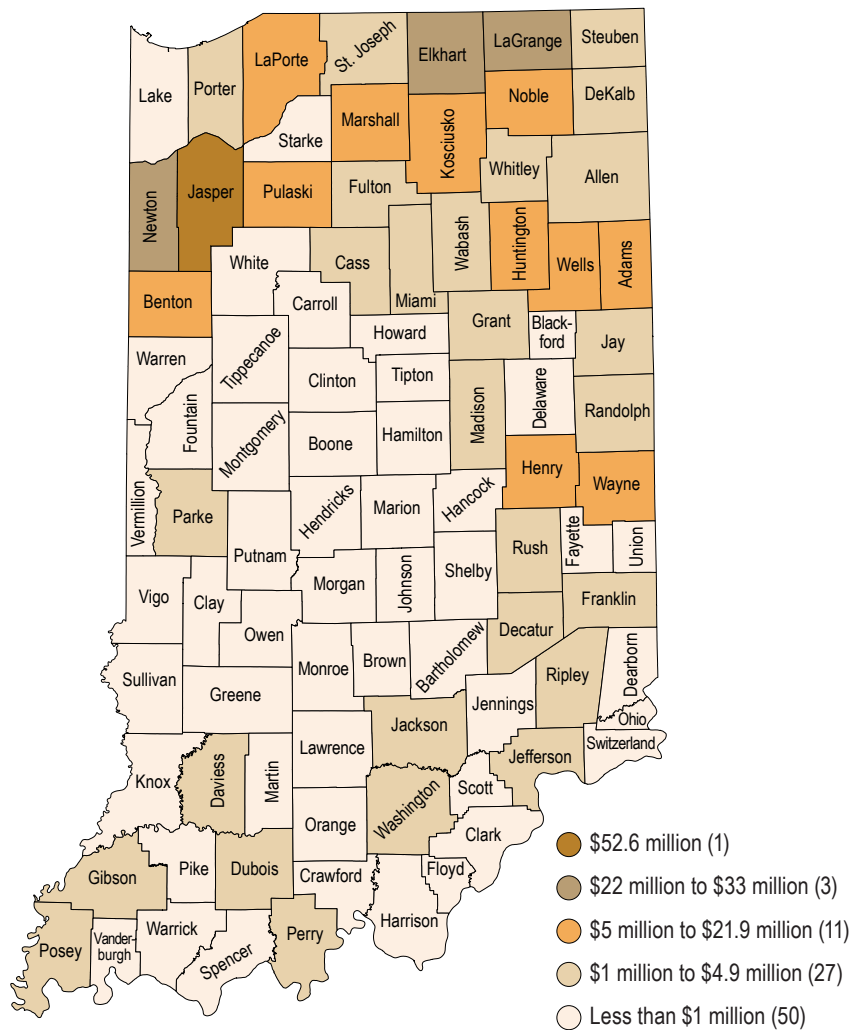 St. Joseph
LaPorte
Elkhart
LaGrange
Steuben
Lake
Porter
Noble
DeKalb
Marshall
Starke
Kosciusko
Whitley
Allen
Newton
Jasper
Pulaski
Fulton
Wabash
Huntington
Wells
Adams
White
Cass
Miami
Benton
Carroll
Grant
Black-
ford
Howard
Jay
Warren
Tippecanoe
Clinton
Tipton
Delaware
Madison
Randolph
Fountain
Montgomery
Boone
Hamilton
Henry
Wayne
Vermillion
Parke
Hendricks
Marion
Hancock
Putnam
Rush
Fayette
Union
Morgan
Johnson
Shelby
Vigo
Clay
Franklin
Owen
Decatur
Monroe
Brown
Bartholomew
Dearborn
Sullivan
Greene
Ripley
Jennings
Ohio
Jackson
Switzerland
Lawrence
Jefferson
Knox
Daviess
Martin
Scott
Washington
Orange
Clark
Pike
Dubois
Gibson
Crawford
Floyd
Harrison
Warrick
Posey
Vander-
burgh
Spencer
Perry
$52.6 million (1)
$22 million to $33 million (3)
$5 million to $21.9 million (11)
$1 million to $4.9 million (27)
Less than $1 million (50)